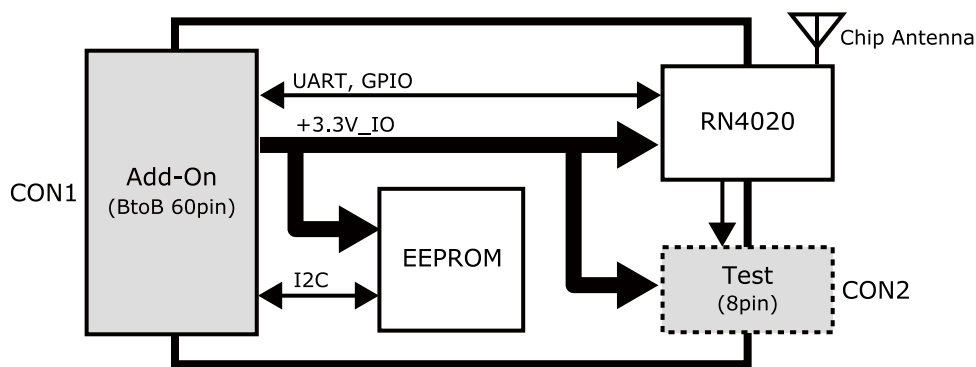 Chip Antenna
UART, GPIO
RN4020
+3.3V_IO
CON1
Add-On
(BtoB 60pin)
EEPROM
I2C
Test
(8pin)
CON2